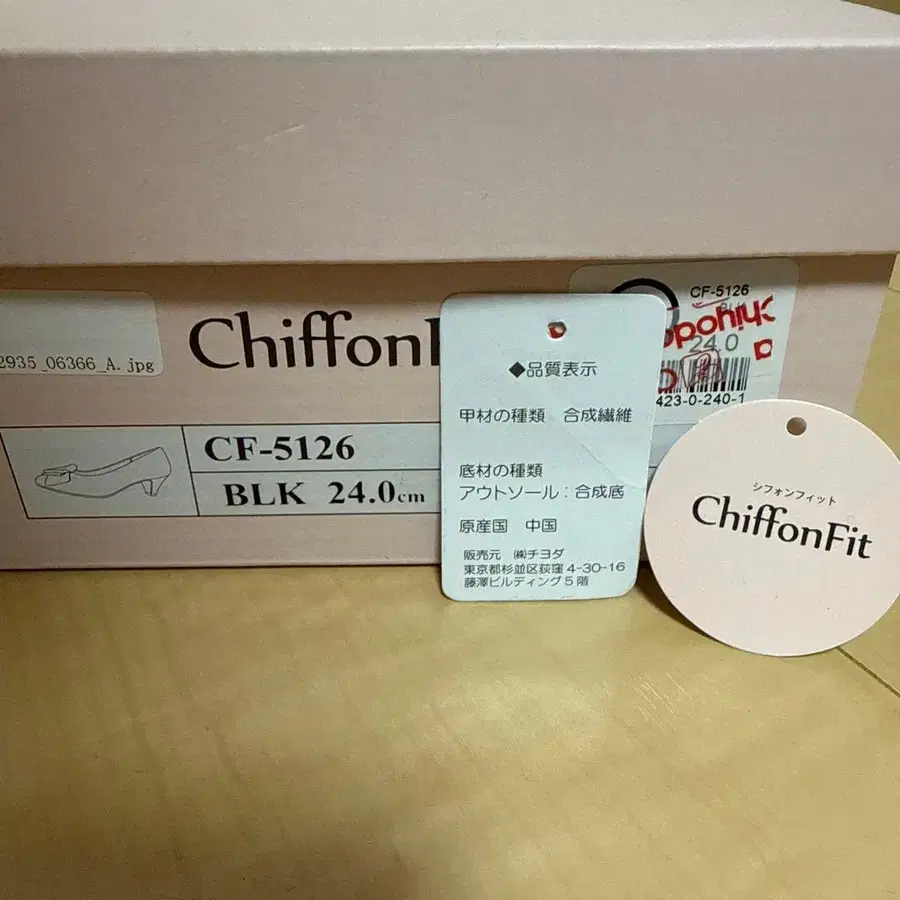 2935_06366_A.jpg
Chiffon
CF-5126
BLK 24.0cm
CF-5126
24.0
chiyoda
423-0-240-1
◆品質表示
甲材の種類 合成繊維
底材の種類
アウトソール：合成底
原産国 中国
販売元 ㈱チヨダ
東京都杉並区荻窪4-30-16
藤澤ビルディング5階
シフォンフィット
ChiffonFit